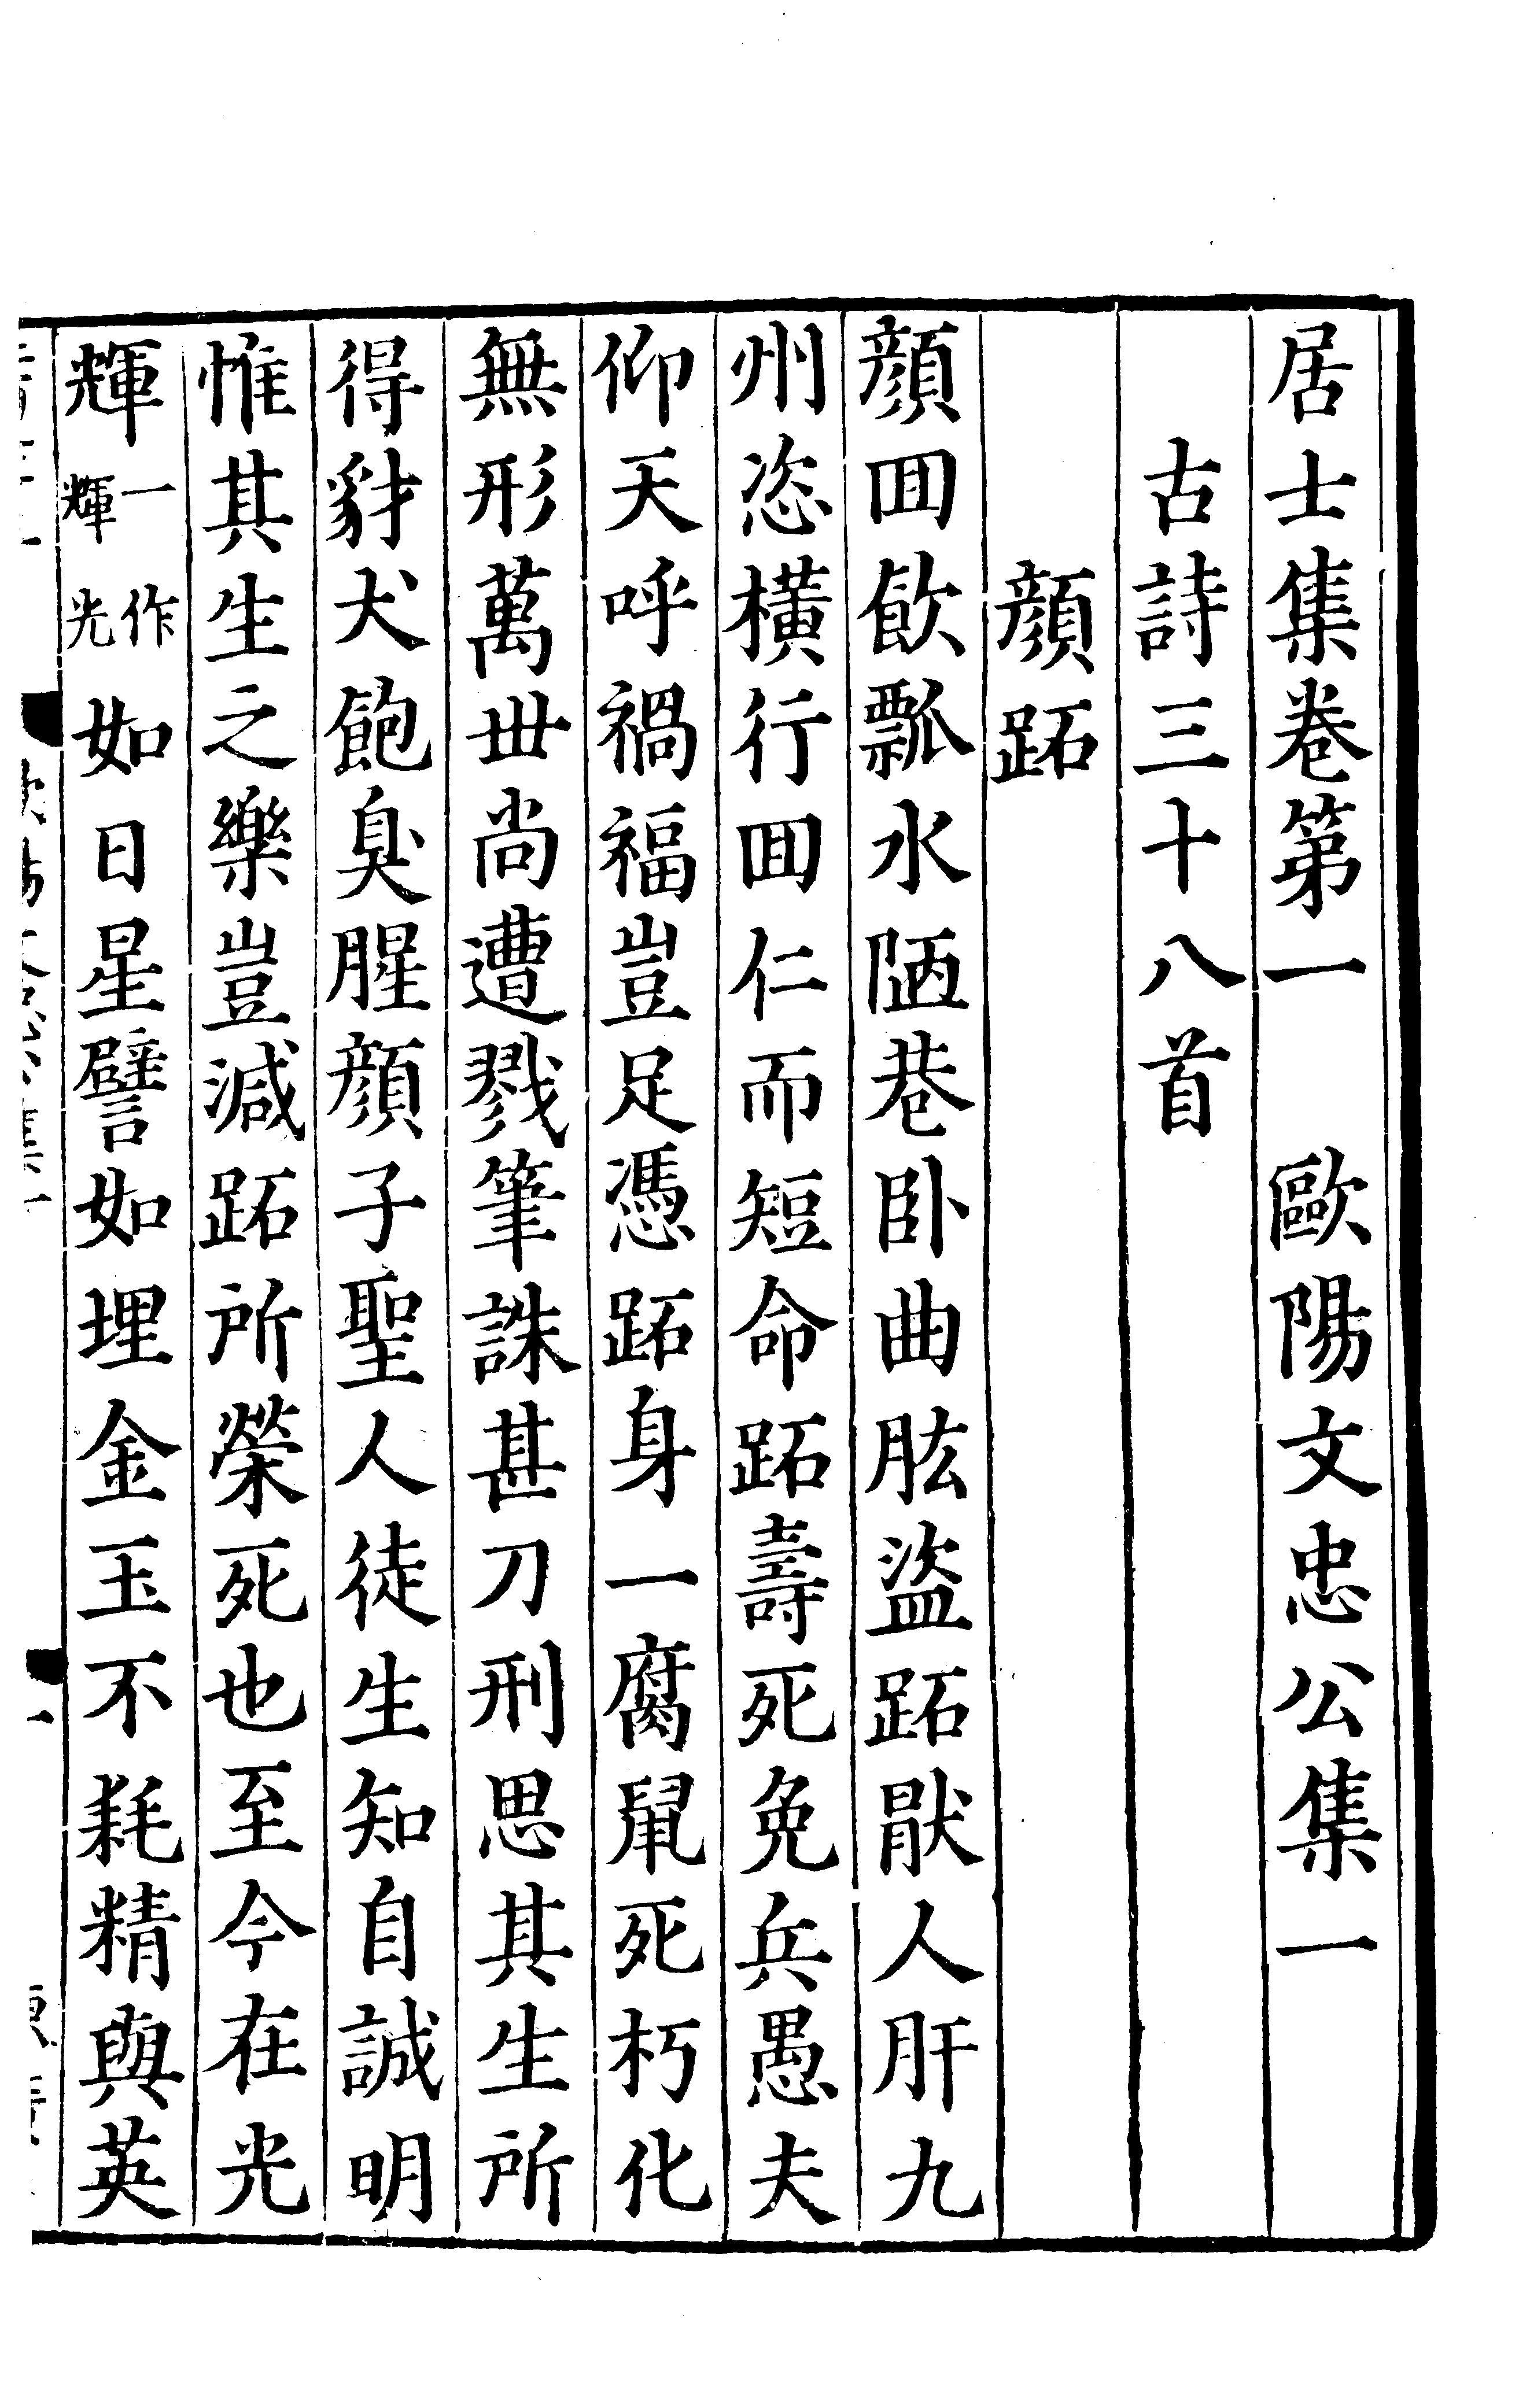 居士集卷第一　歐陽文忠公集一
古詩三十八首
顔跖
顔回飲瓢水陋巷卧曲肱盜跖猒人肝九
州恣橫行回仁而短命跖壽死免兵愚夫
仰天呼禍福豈足憑跖身一腐鼠死朽化
無形萬世尚遭戮筆誅甚刀刑思其生所
得豺犬飽臭腥顔子聖人徒生知自誠明
惟其生之樂豈減跖所榮死也至今在光
輝一作輝光如日星譬如埋金玉不耗精與英